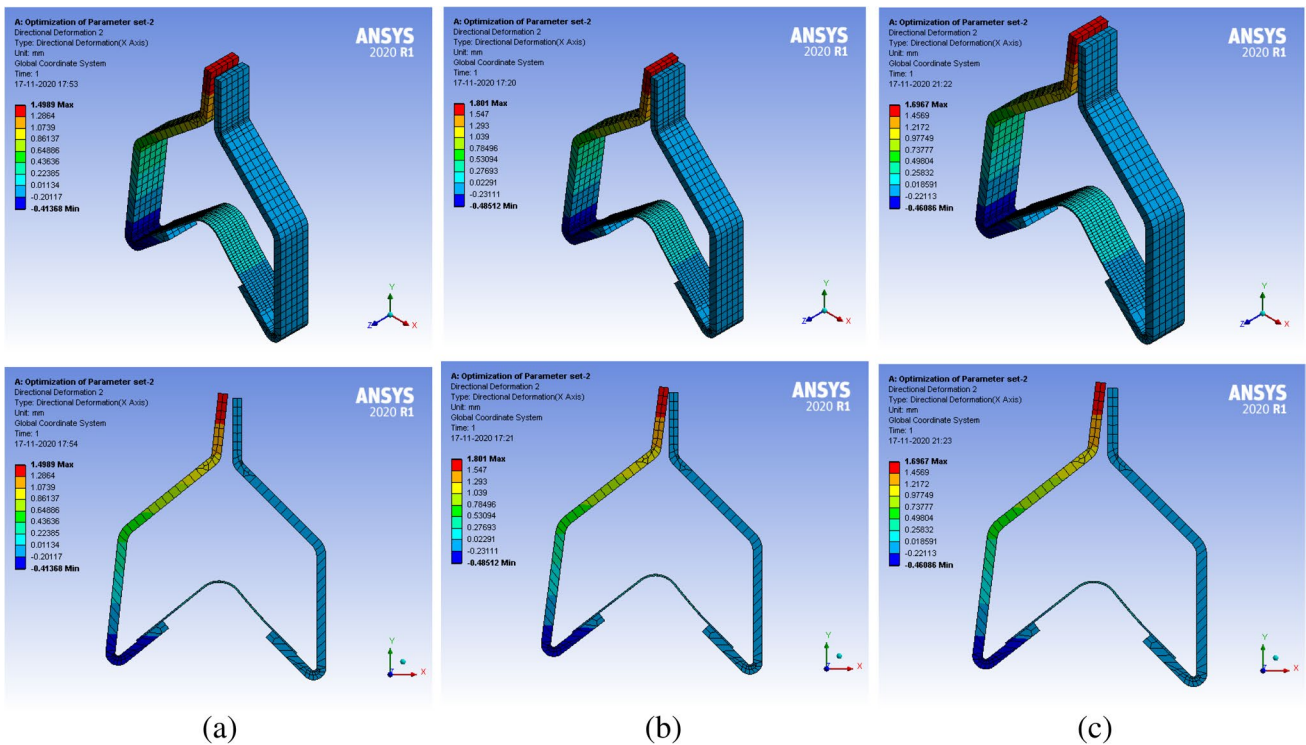 A: Optimization of Parameter set-2
Directional Deformation 2
Type: Directional Deformation(X Axis)
Unit: mm
Global Coordinate System
Time: 1
17-11-2020 17:53
ANSYS
2020 R1
1.4989 Max
1.2864
1.0739
0.86137
0.64886
0.43636
0.22385
0.01134
-0.20117
-0.41368 Min
Y
Z
X
A: Optimization of Parameter set-2
Directional Deformation 2
Type: Directional Deformation(X Axis)
Unit: mm
Global Coordinate System
Time: 1
17-11-2020 17:20
ANSYS
2020 R1
1.801 Max
1.547
1.293
1.039
0.78496
0.53094
0.27693
0.02291
-0.23111
-0.48512 Min
Y
Z
X
A: Optimization of Parameter set-2
Directional Deformation 2
Type: Directional Deformation(X Axis)
Unit: mm
Global Coordinate System
Time: 1
17-11-2020 21:22
ANSYS
2020 R1
1.6967 Max
1.4569
1.2172
0.97749
0.73777
0.49804
0.25832
0.018591
-0.22113
-0.46086 Min
Y
Z
X
A: Optimization of Parameter set-2
Directional Deformation 2
Type: Directional Deformation(X Axis)
Unit: mm
Global Coordinate System
Time: 1
17-11-2020 17:54
ANSYS
2020 R1
1.4989 Max
1.2864
1.0739
0.86137
0.64886
0.43636
0.22385
0.01134
-0.20117
-0.41368 Min
Y
X
A: Optimization of Parameter set-2
Directional Deformation 2
Type: Directional Deformation(X Axis)
Unit: mm
Global Coordinate System
Time: 1
17-11-2020 17:21
ANSYS
2020 R1
1.801 Max
1.547
1.293
1.039
0.78496
0.53094
0.27693
0.02291
-0.23111
-0.48512 Min
Y
X
A: Optimization of Parameter set-2
Directional Deformation 2
Type: Directional Deformation(X Axis)
Unit: mm
Global Coordinate System
Time: 1
17-11-2020 21:23
ANSYS
2020 R1
1.6967 Max
1.4569
1.2172
0.97749
0.73777
0.49804
0.25832
0.018591
-0.22113
-0.46086 Min
Y
X
(a)
(b)
(c)